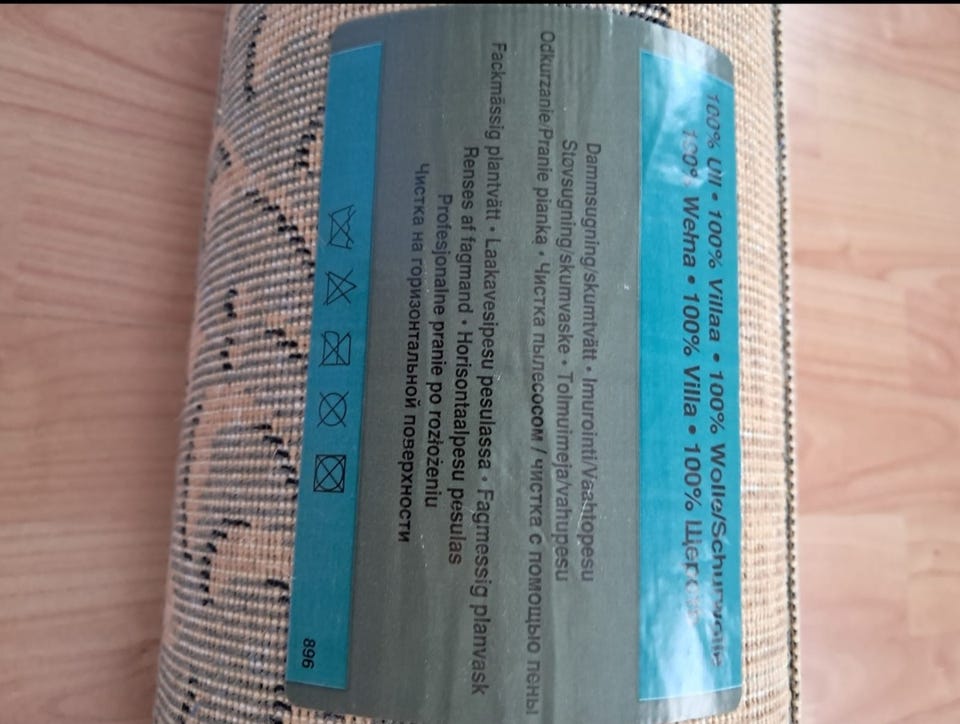 100% Ull • 100% Villaa • 100% Wolle/Schurwolle
100% Wełna • 100% Villa • 100%
Dammsugning/skumtvätt • Imurointi/Vaahtopesu
Støvsugning/skumvaske • Tolmuimeja/vahupesu
Odkurzanie/Pranie pianką • Чистка пылесосом / чистка с помощью пены
Fackmässig plantvätt • Laakavesipesu pesulassa • Fagmessig planvask
Renses af fagmand • Horisontaalpesu pesulas
Profesjonalne pranie po rozłożeniu
Чистка на горизонтальной поверхности
896